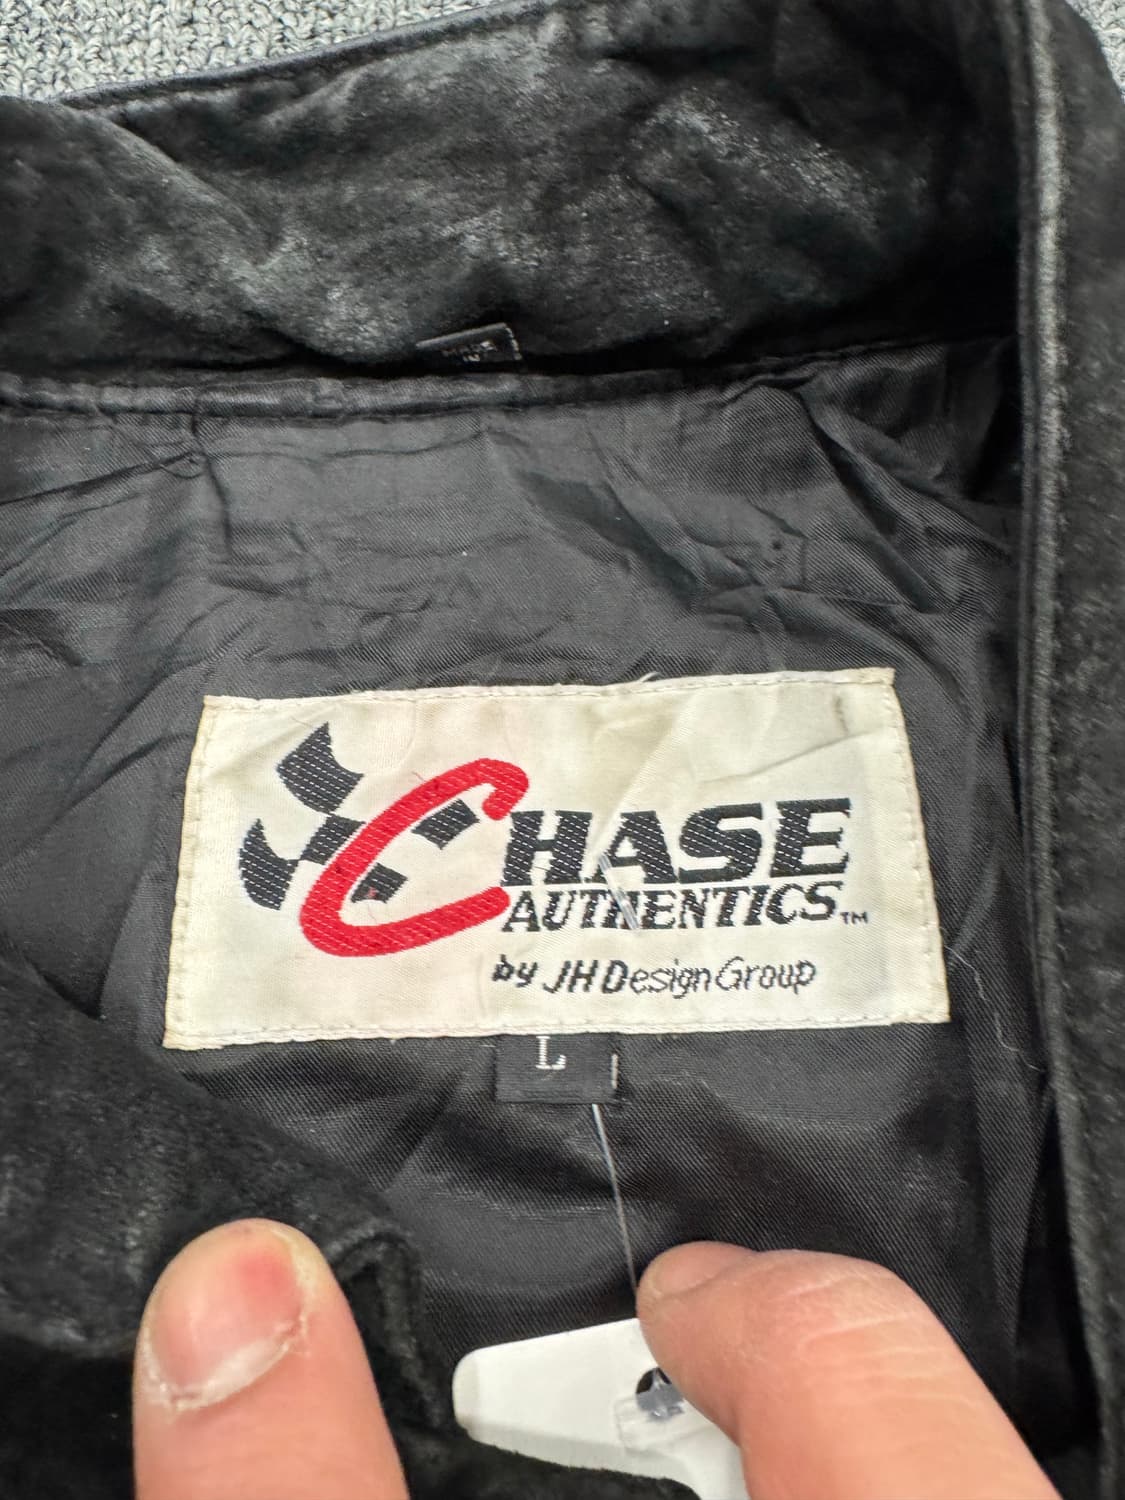 CHASE
AUTHENTICS™
by JH Design Group
L